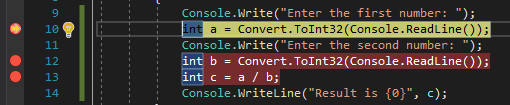 9 Console.Write("Enter the first number: ");
10 int a = Convert.ToInt32(Console.ReadLine());
11 Console.Write("Enter the second number: ");
12 int b = Convert.ToInt32(Console.ReadLine());
13 int c = a / b;
14 Console.WriteLine("Result is {0}", c);